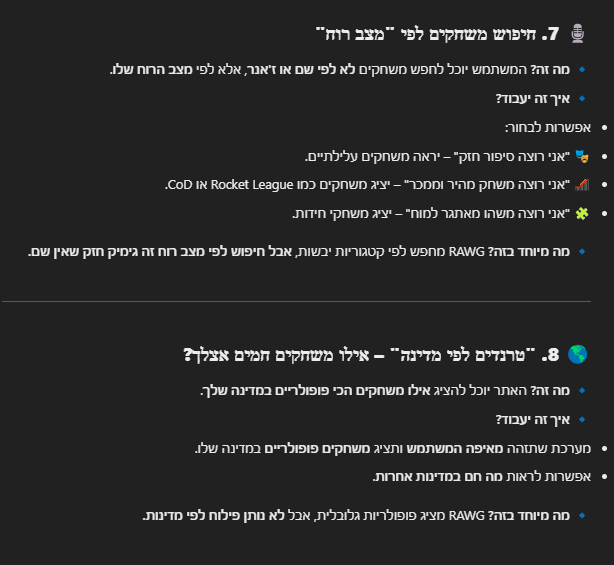 🎙️ 7. חיפוש משחקים לפי "מצב רוח"
🔹 מה זה? המשתמש יוכל לחפש משחקים לא לפי שם או ז'אנר, אלא לפי מצב הרוח שלו.
🔹 איך זה יעבוד?
• אפשרות לבחור:
• 🎭 "אני רוצה סיפור חזק" – יראה משחקים עלילתיים.
• 🎢 "אני רוצה משחק מהיר וממכר" – יציג משחקים כמו Rocket League או CoD.
• 🧩 "אני רוצה משהו מאתגר למוח" – יציג משחקי חידות.
🔹 מה מיוחד בזה? RAWG מחפש לפי קטגוריות יבשות, אבל חיפוש לפי מצב רוח זה גימיק חזק שאין שם.
🌎 8. "טרנדים לפי מדינה" – אילו משחקים חמים אצלך?
🔹 מה זה? האתר יוכל להציג אילו משחקים הכי פופולריים במדינה שלך.
🔹 איך זה יעבוד?
• מערכת שתזהה מאיפה המשתמש ותציג משחקים פופולריים במדינה שלו.
• אפשרות לראות מה חם במדינות אחרות.
🔹 מה מיוחד בזה? RAWG מציג פופולריות גלובלית, אבל לא נותן פילוח לפי מדינות.